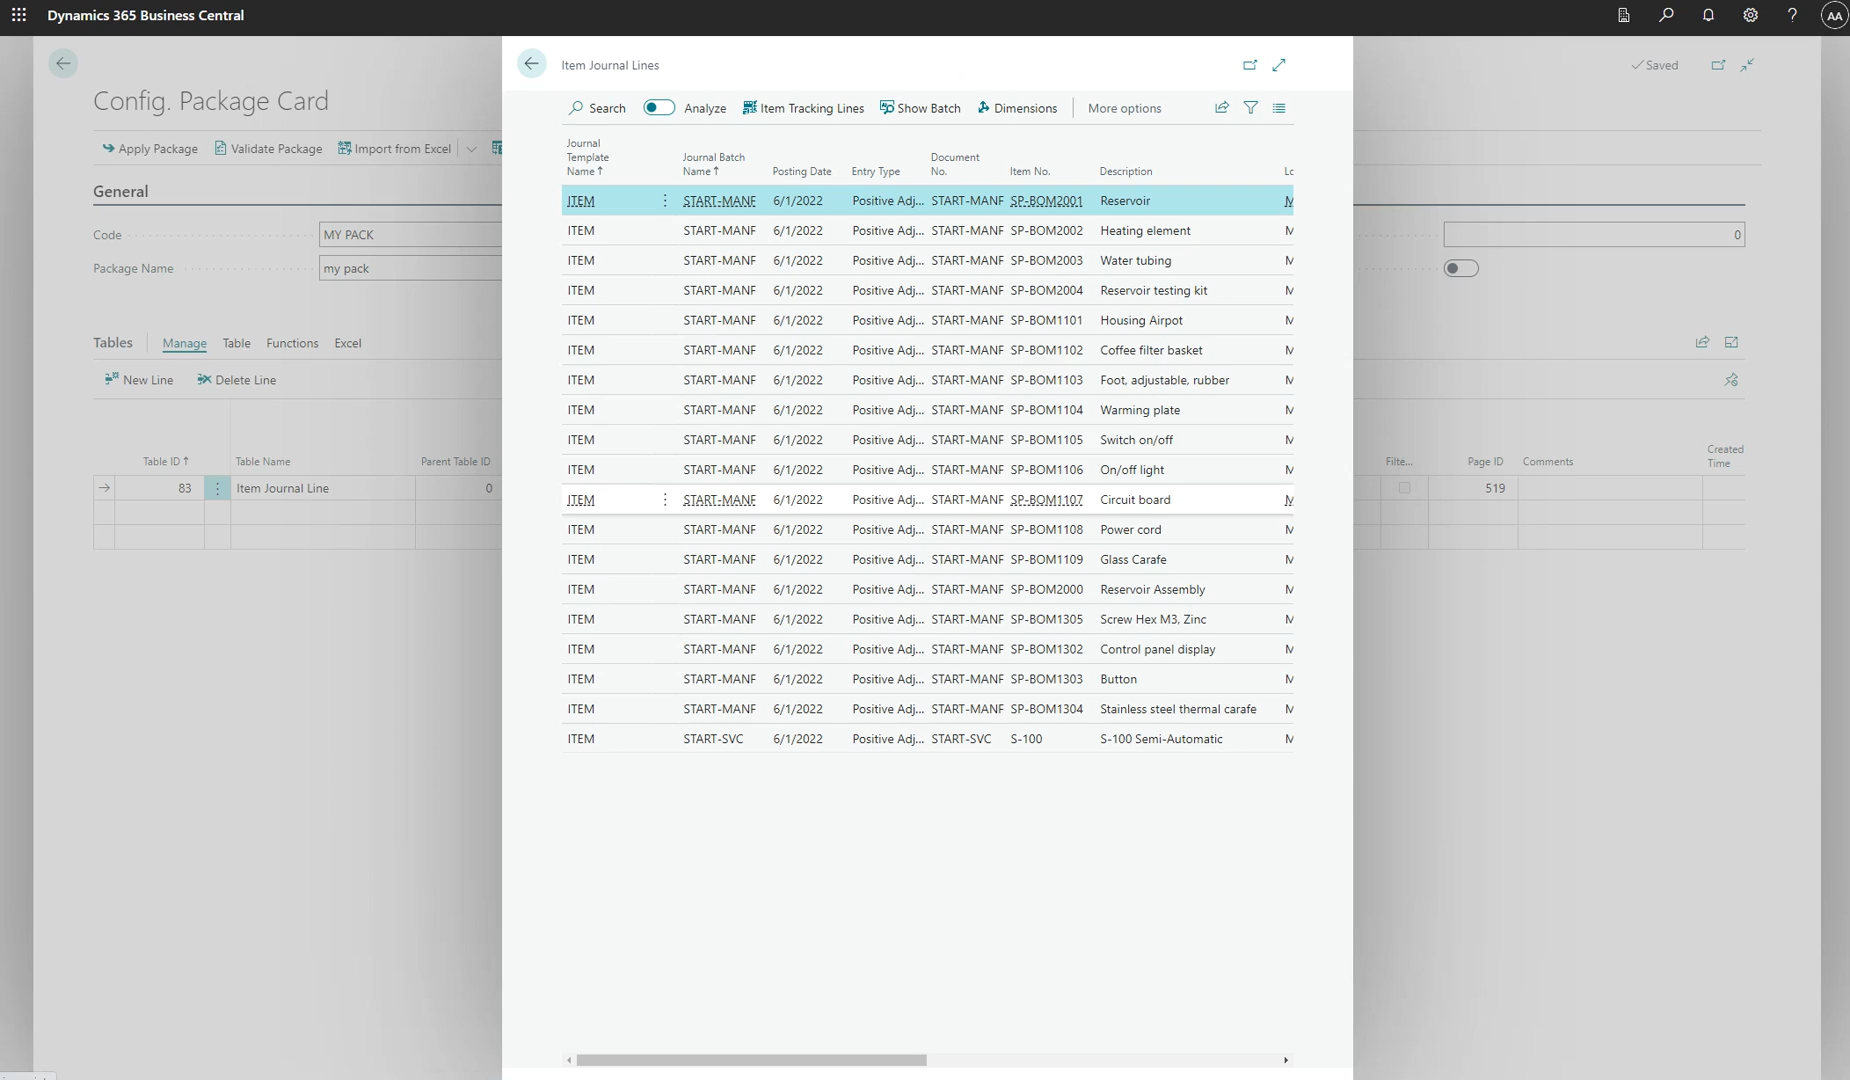 Dynamics 365 Business Central
AA
Saved
Config. Package Card
Apply Package
Validate Package
Import from Excel
General
Code
MY PACK
0
Package Name
my pack
Tables
Manage
Table
Functions
Excel
New Line
Delete Line
Table ID↑
Table Name
Parent Table ID
Filte...
Page ID
Comments
Created
Time
83
Item Journal Line
0
519
Item Journal Lines
Search
Analyze
Item Tracking Lines
Show Batch
Dimensions
More options
Journal
Template
Name↑
Journal Batch
Name↑
Posting Date
Entry Type
Document
No.
Item No.
Description
ITEM START-MANF 6/1/2022 Positive Adj... START-MANF SP-BOM2001 Reservoir M
ITEM START-MANF 6/1/2022 Positive Adj... START-MANF SP-BOM2002 Heating element M
ITEM START-MANF 6/1/2022 Positive Adj... START-MANF SP-BOM2003 Water tubing M
ITEM START-MANF 6/1/2022 Positive Adj... START-MANF SP-BOM2004 Reservoir testing kit M
ITEM START-MANF 6/1/2022 Positive Adj... START-MANF SP-BOM1101 Housing Airpot M
ITEM START-MANF 6/1/2022 Positive Adj... START-MANF SP-BOM1102 Coffee filter basket M
ITEM START-MANF 6/1/2022 Positive Adj... START-MANF SP-BOM1103 Foot, adjustable, rubber M
ITEM START-MANF 6/1/2022 Positive Adj... START-MANF SP-BOM1104 Warming plate M
ITEM START-MANF 6/1/2022 Positive Adj... START-MANF SP-BOM1105 Switch on/off M
ITEM START-MANF 6/1/2022 Positive Adj... START-MANF SP-BOM1106 On/off light M
ITEM START-MANF 6/1/2022 Positive Adj... START-MANF SP-BOM1107 Circuit board M
ITEM START-MANF 6/1/2022 Positive Adj... START-MANF SP-BOM1108 Power cord M
ITEM START-MANF 6/1/2022 Positive Adj... START-MANF SP-BOM1109 Glass Carafe M
ITEM START-MANF 6/1/2022 Positive Adj... START-MANF SP-BOM2000 Reservoir Assembly M
ITEM START-MANF 6/1/2022 Positive Adj... START-MANF SP-BOM1305 Screw Hex M3, Zinc M
ITEM START-MANF 6/1/2022 Positive Adj... START-MANF SP-BOM1302 Control panel display M
ITEM START-MANF 6/1/2022 Positive Adj... START-MANF SP-BOM1303 Button M
ITEM START-MANF 6/1/2022 Positive Adj... START-MANF SP-BOM1304 Stainless steel thermal carafe M
ITEM START-SVC 6/1/2022 Positive Adj... START-SVC S-100 S-100 Semi-Automatic M